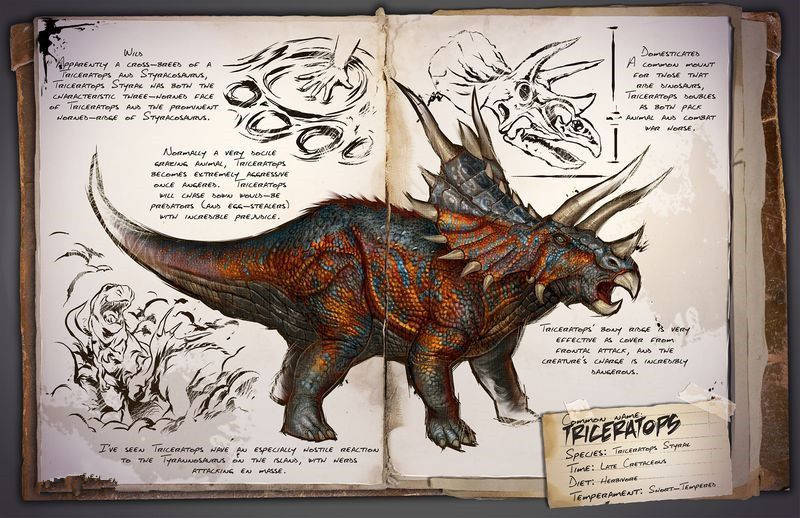 Wild
Apparently a cross-breed of a
Triceratops and Styracosaurus,
Triceratops Styrax has both the
characteristic three-horned face
of Triceratops and the prominent
horned-ridge of Styracosaurus.
Normally a very docile
grazing animal, Triceratops
becomes extremely aggressive
once angered. Triceratops
will chase down would-be
predators (and egg-stealers)
with incredible prejudice.
I've seen Triceratops have an especially hostile reaction
to the Tyrannosaurus on the island, with herds
attacking en masse.
Domesticated
A common mount
for those that
ride dinosaurs,
Triceratops doubles
as both pack
animal and combat
war horse.
Triceratops' bony ridge is very
effective as cover from
frontal attack, and the
creature's charge is incredibly
dangerous.
Common name:
TRICERATOPS
Species: Triceratops Styrax
Time: Late Cretaceous
Diet: Herbivore
Temperament: Short-Tempered